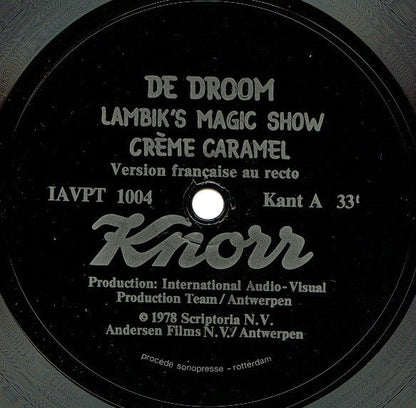 DE DROOM
LAMBIK'S MAGIC SHOW
CRÈME CARAMEL
Version française au recto
IAVPT 1004 Kant A 33ᵗ
Knorr
Production: International Audio-Visual
Production Team/Antwerpen
© 1978 Scriptoria N.V.
Andersen Films N.V./Antwerpen
procédé sonopresse - rotterdam